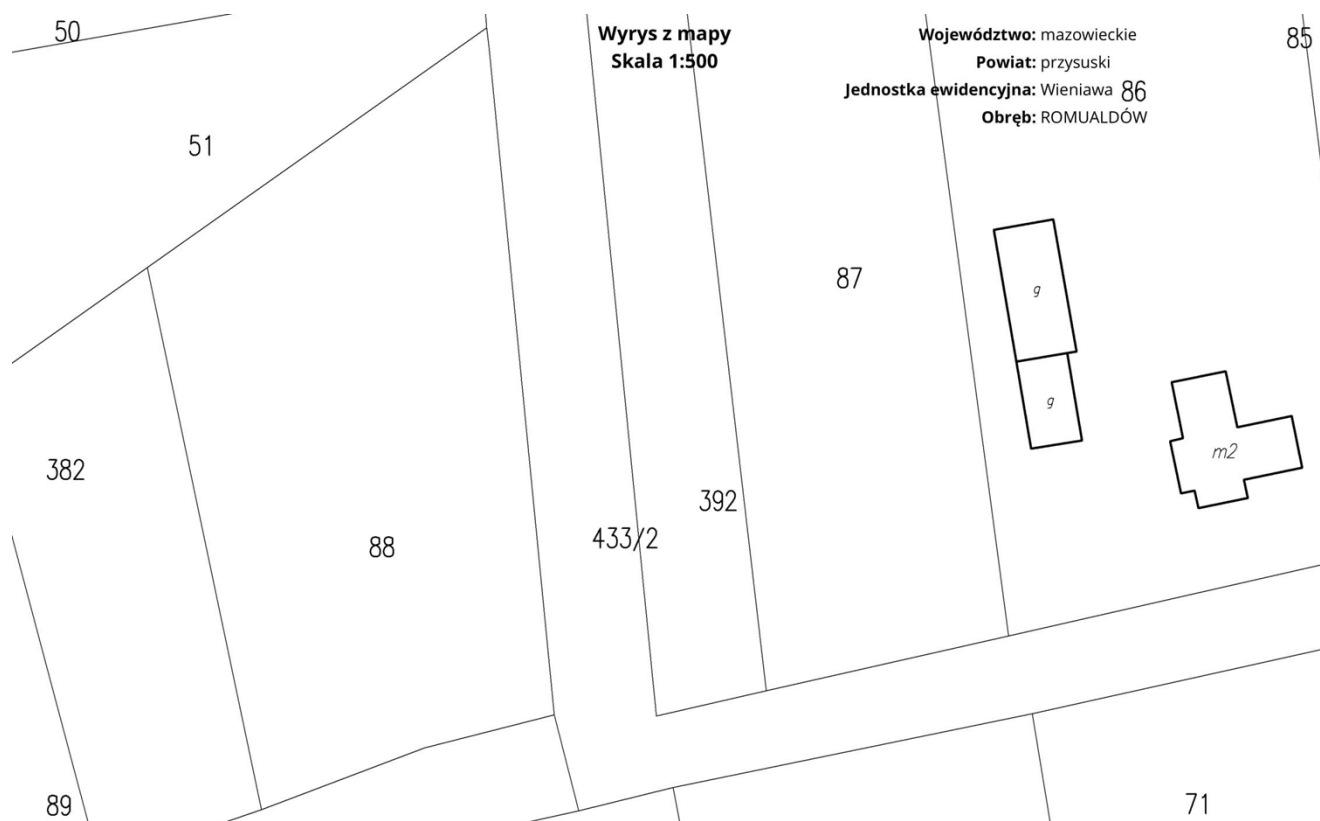 50
Wyrys z mapy
Skala 1:500
Województwo: mazowieckie
Powiat: przysuski
Jednostka ewidencyjna: Wieniawa
Obręb: ROMUALDÓW
85
86
51
87
g
g
m2
382
392
433/2
88
89
71